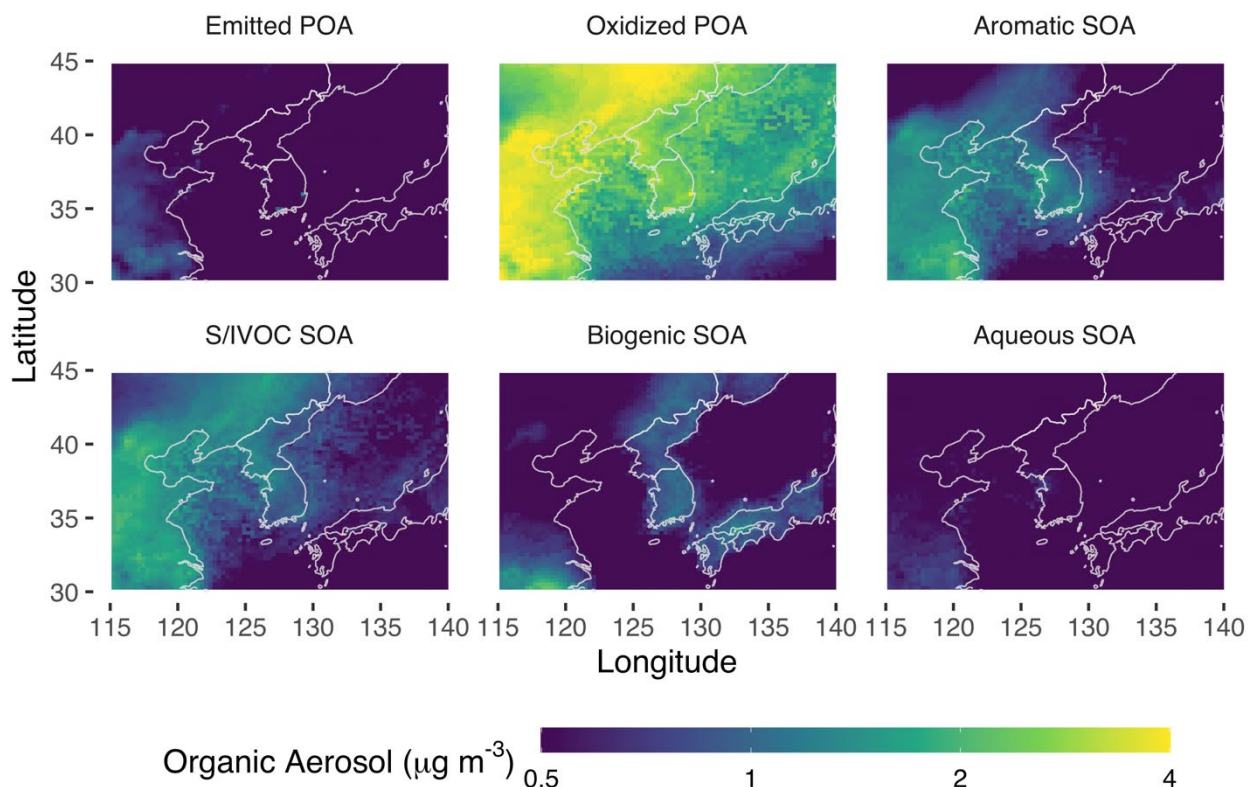 Emitted POA Oxidized POA Aromatic SOA
45
40
35
30
S/IVOC SOA Biogenic SOA Aqueous SOA
45
40
35
30
Latitude
115 120 125 130 135 140 115 120 125 130 135 140 115 120 125 130 135 140
Longitude
Organic Aerosol (μg m⁻³)
0.5 1 2 4